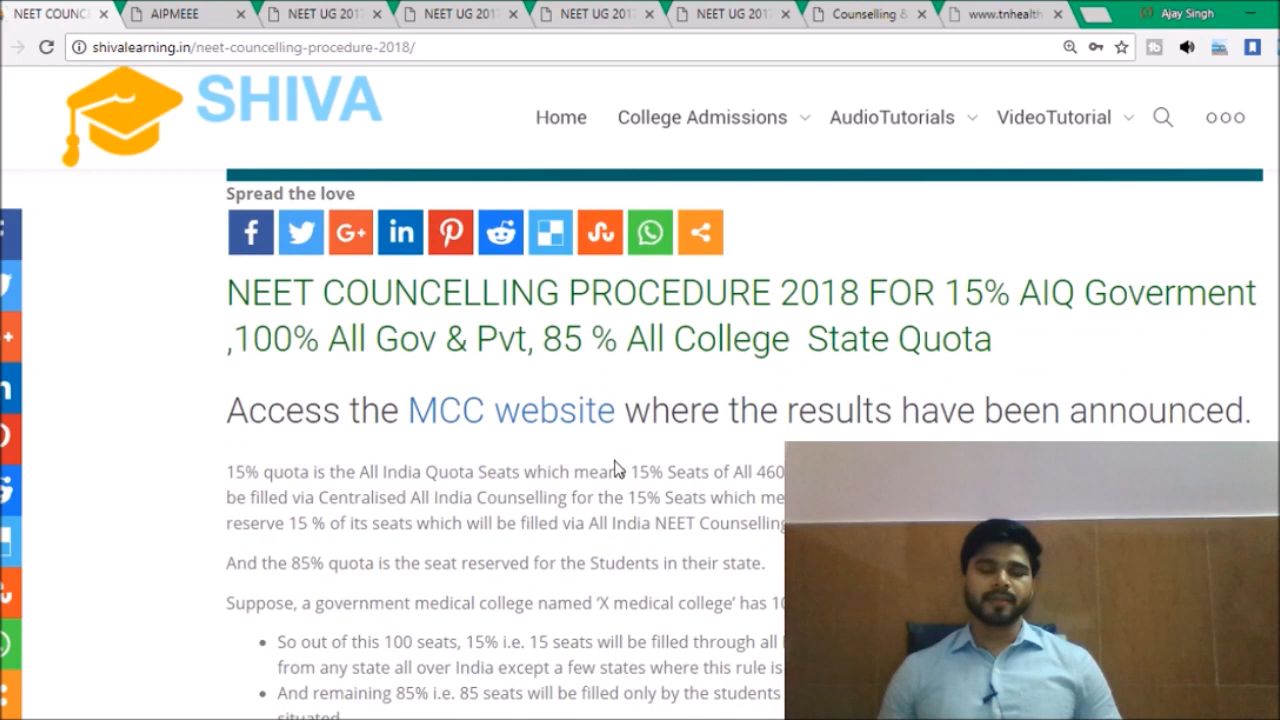 NEET COUNC
AIPMEEE
NEET UG 201
NEET UG 201
NEET UG 201
NEET UG 201
Counselling &
www.tnhealth
Ajay Singh
shivalearning.in/neet-councelling-procedure-2018/
SHIVA
Home
College Admissions
AudioTutorials
VideoTutorial
Spread the love
NEET COUNCELLING PROCEDURE 2018 FOR 15% AIQ Goverment
,100% All Gov & Pvt, 85 % All College State Quota
Access the MCC website where the results have been announced.
15% quota is the All India Quota Seats which means 15% Seats of All 460
be filled via Centralised All India Counselling for the 15% Seats which me
reserve 15 % of its seats which will be filled via All India NEET Counselling
And the 85% quota is the seat reserved for the Students in their state.
Suppose, a government medical college named ‘X medical college’ has 10
So out of this 100 seats, 15% i.e. 15 seats will be filled through all
from any state all over India except a few states where this rule is
And remaining 85% i.e. 85 seats will be filled only by the students
situated